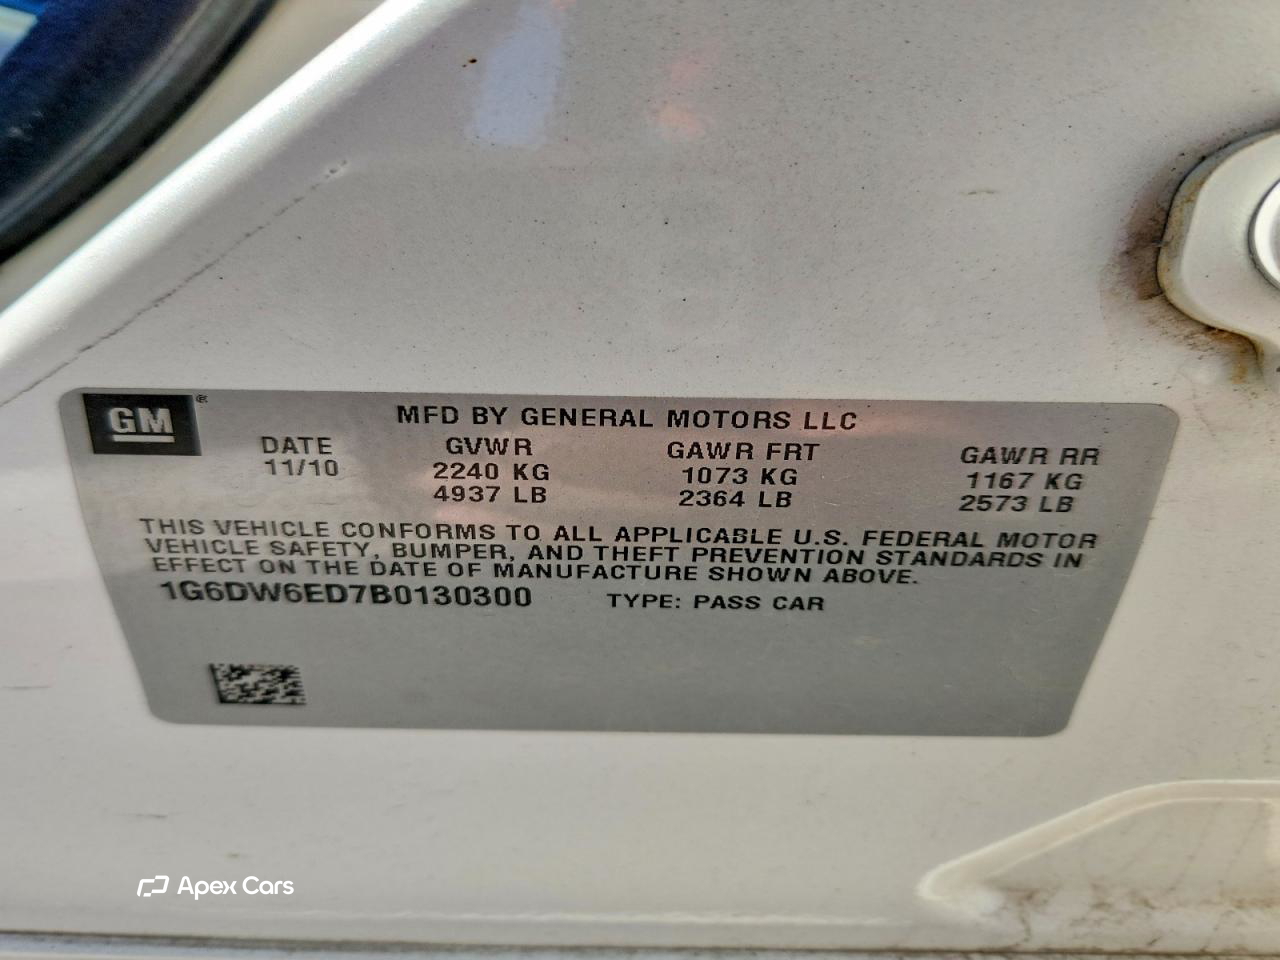 GM®
MFD BY GENERAL MOTORS LLC
DATE GVWR GAWR FRT GAWR RR
11/10 2240 KG 1073 KG 1167 KG
4937 LB 2364 LB 2573 LB
THIS VEHICLE CONFORMS TO ALL APPLICABLE U.S. FEDERAL MOTOR
VEHICLE SAFETY, BUMPER, AND THEFT PREVENTION STANDARDS IN
EFFECT ON THE DATE OF MANUFACTURE SHOWN ABOVE.
1G6DW6ED7B0130300 TYPE: PASS CAR
Apex Cars